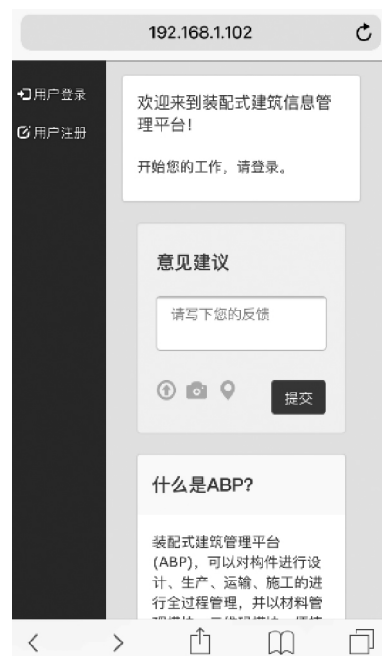 192.168.1.102
用户登录
用户注册
欢迎来到装配式建筑信息管
理平台!
开始您的工作，请登录。
意见建议
请写下您的反馈
提交
什么是ABP?
装配式建筑管理平台
(ABP)，可以对构件进行设
计、生产、运输、施工的进
行全过程管理，并以材料管